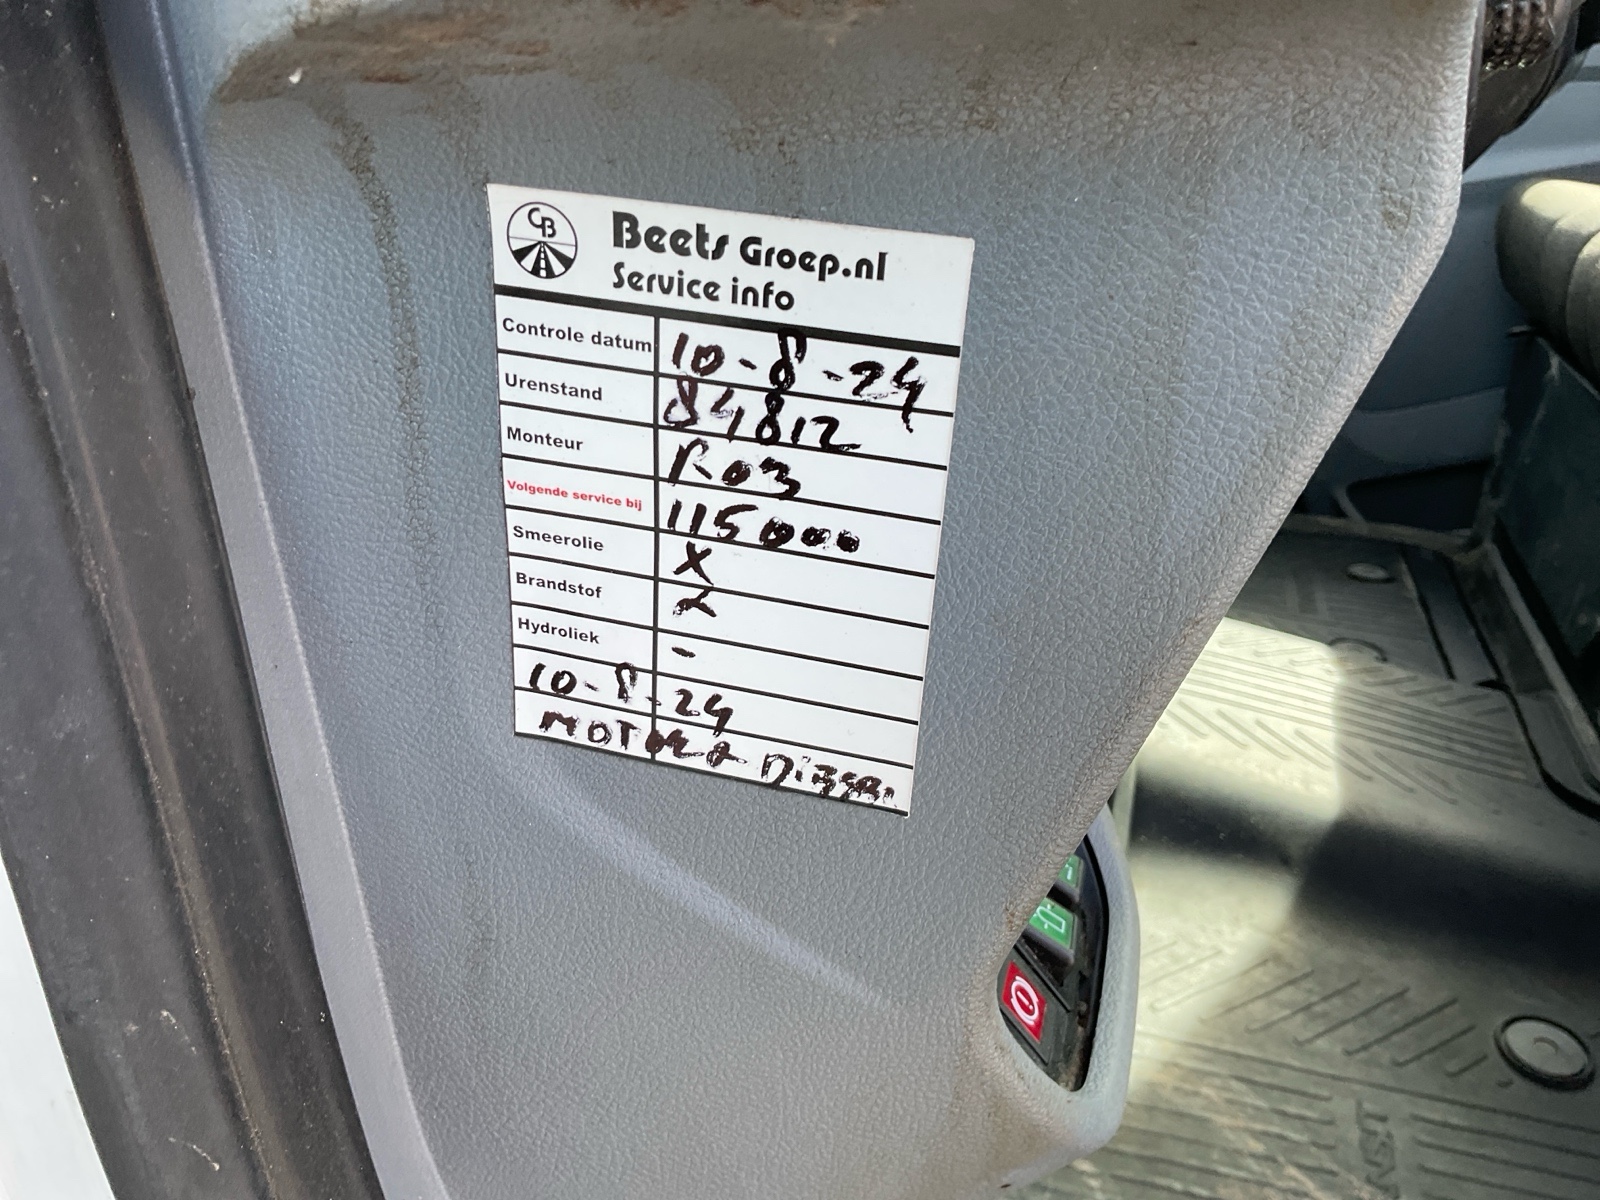 CB
Beets Groep.nl
Service info
Controle datum 10-8-24
Urenstand 84812
Monteur
Volgende service bij 115000
Smeerolie X
Brandstof
Hydroliek -
10-8-24